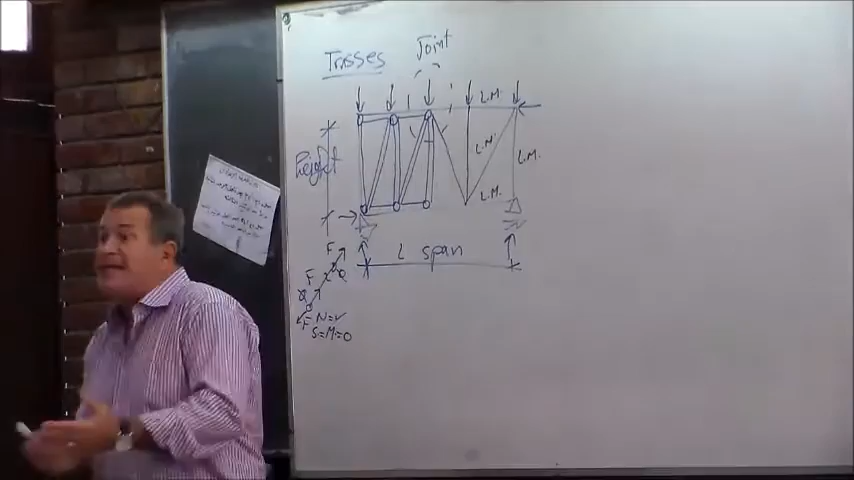 Trusses
Joint
L.M.
Height
L.N.
L.M.
L.M.
L span
F
F
Q
Q
F
N=✓
S=M=0